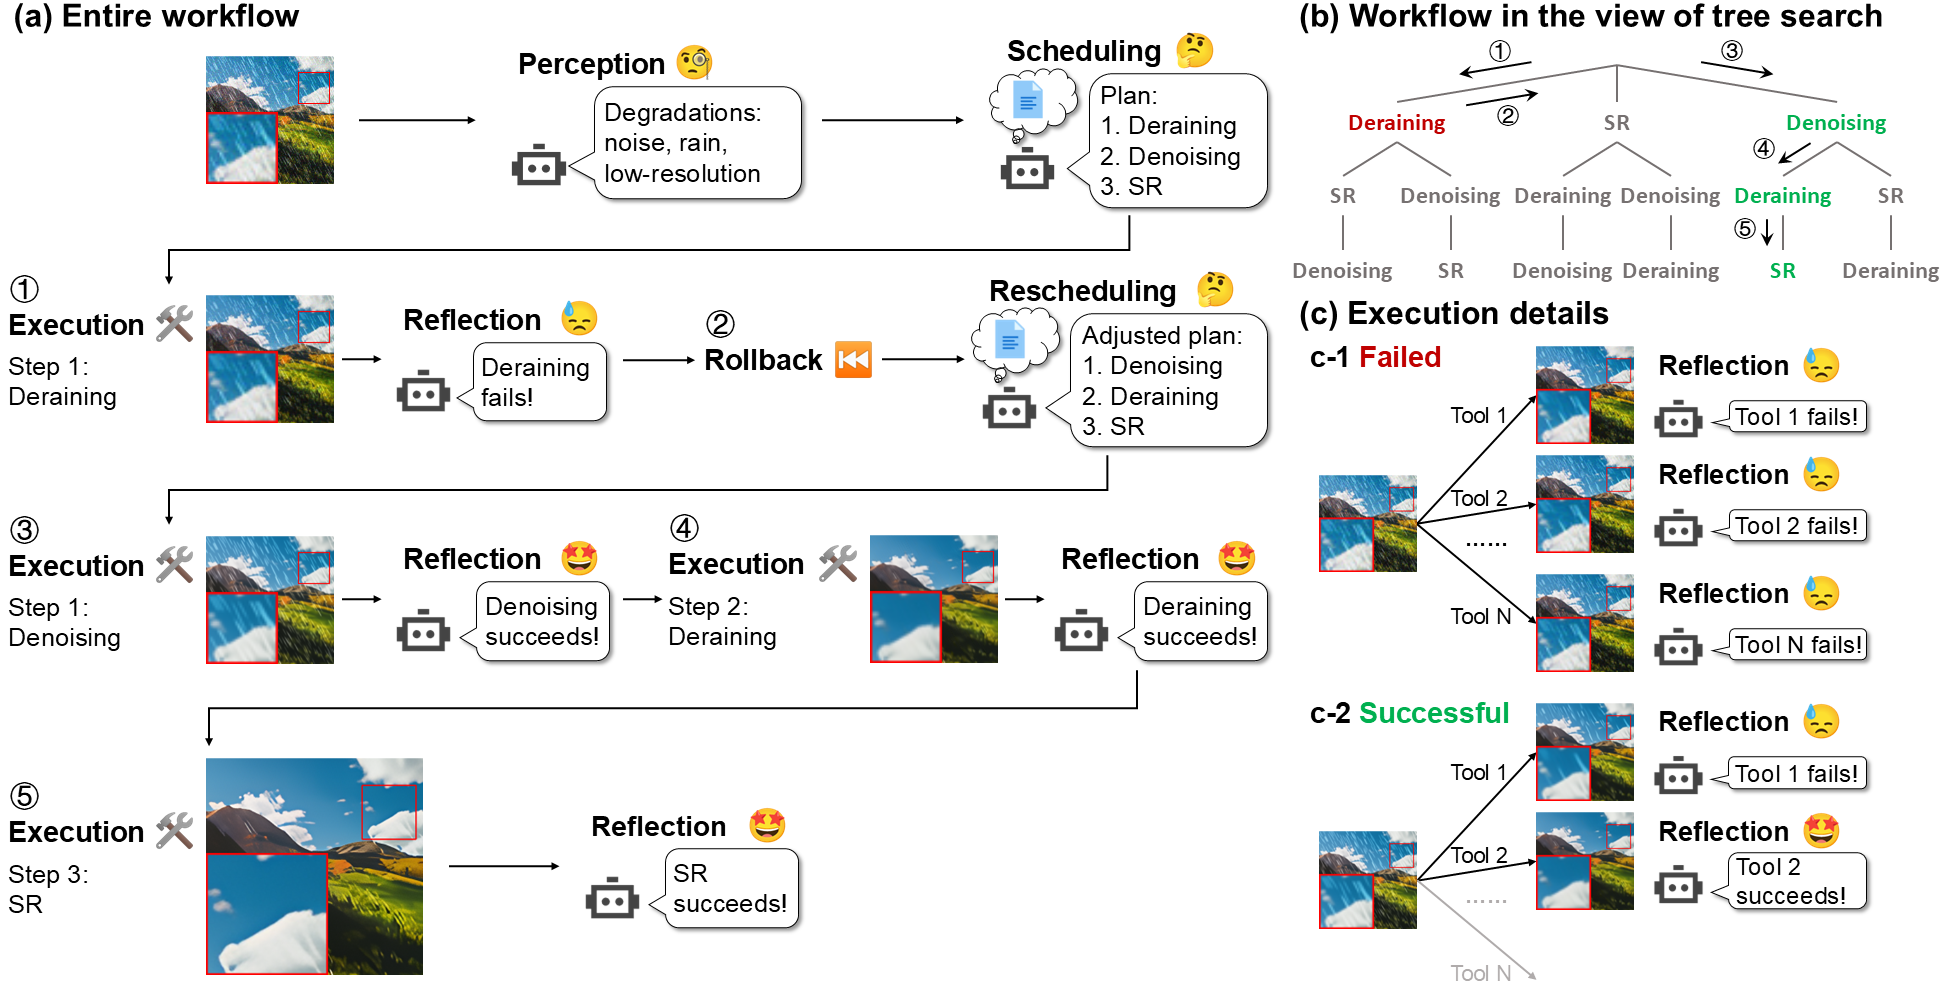 (a) Entire workflow
Perception
Degradations:
noise, rain,
low-resolution
Scheduling
Plan:
1. Deraining
2. Denoising
3. SR
①
Execution
Step 1:
Deraining
Reflection
Deraining
fails!
②
Rollback
Rescheduling
Adjusted plan:
1. Denoising
2. Deraining
3. SR
③
Execution
Step 1:
Denoising
Reflection
Denoising
succeeds!
④
Execution
Step 2:
Deraining
Reflection
Deraining
succeeds!
⑤
Execution
Step 3:
SR
Reflection
SR
succeeds!
(b) Workflow in the view of tree search
① ③
②
Deraining SR Denoising
④
SR Denoising Deraining Denoising Deraining SR
⑤
Denoising SR Denoising Deraining SR Deraining
(c) Execution details
c-1 Failed
Tool 1
Reflection
Tool 1 fails!
Tool 2
Reflection
Tool 2 fails!
......
Tool N
Reflection
Tool N fails!
c-2 Successful
Tool 1
Reflection
Tool 1 fails!
Tool 2
Reflection
Tool 2
succeeds!
......
Tool N